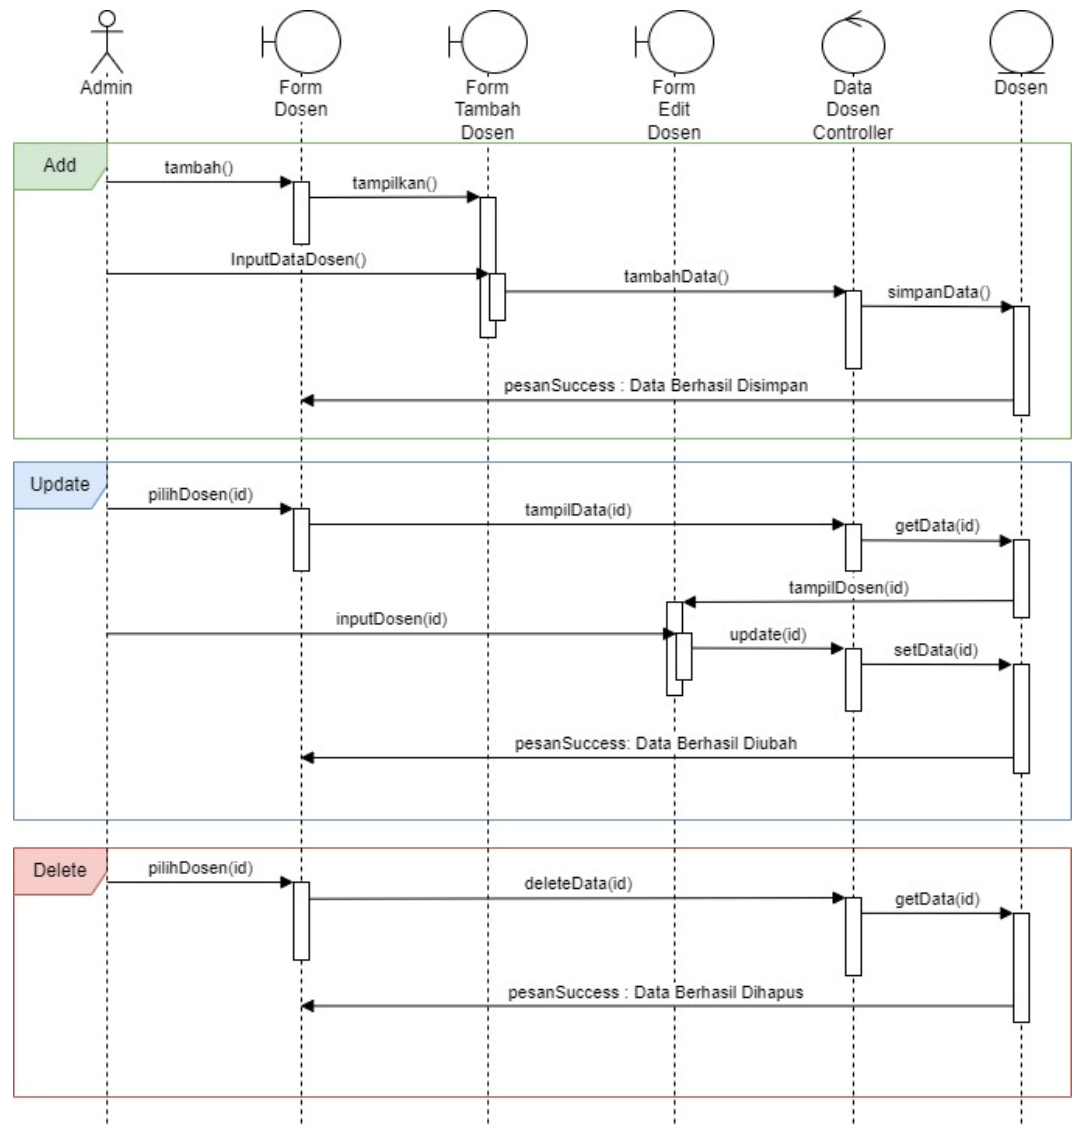 Admin
Form
Dosen
Form
Tambah
Dosen
Form
Edit
Dosen
Data
Dosen
Controller
Dosen
Add
tambah()
tampilkan()
InputDataDosen()
tambahData()
simpanData()
pesanSuccess : Data Berhasil Disimpan
Update
pilihDosen(id)
tampilData(id)
getData(id)
tampilDosen(id)
inputDosen(id)
update(id)
setData(id)
pesanSuccess: Data Berhasil Diubah
Delete
pilihDosen(id)
deleteData(id)
getData(id)
pesanSuccess : Data Berhasil Dihapus